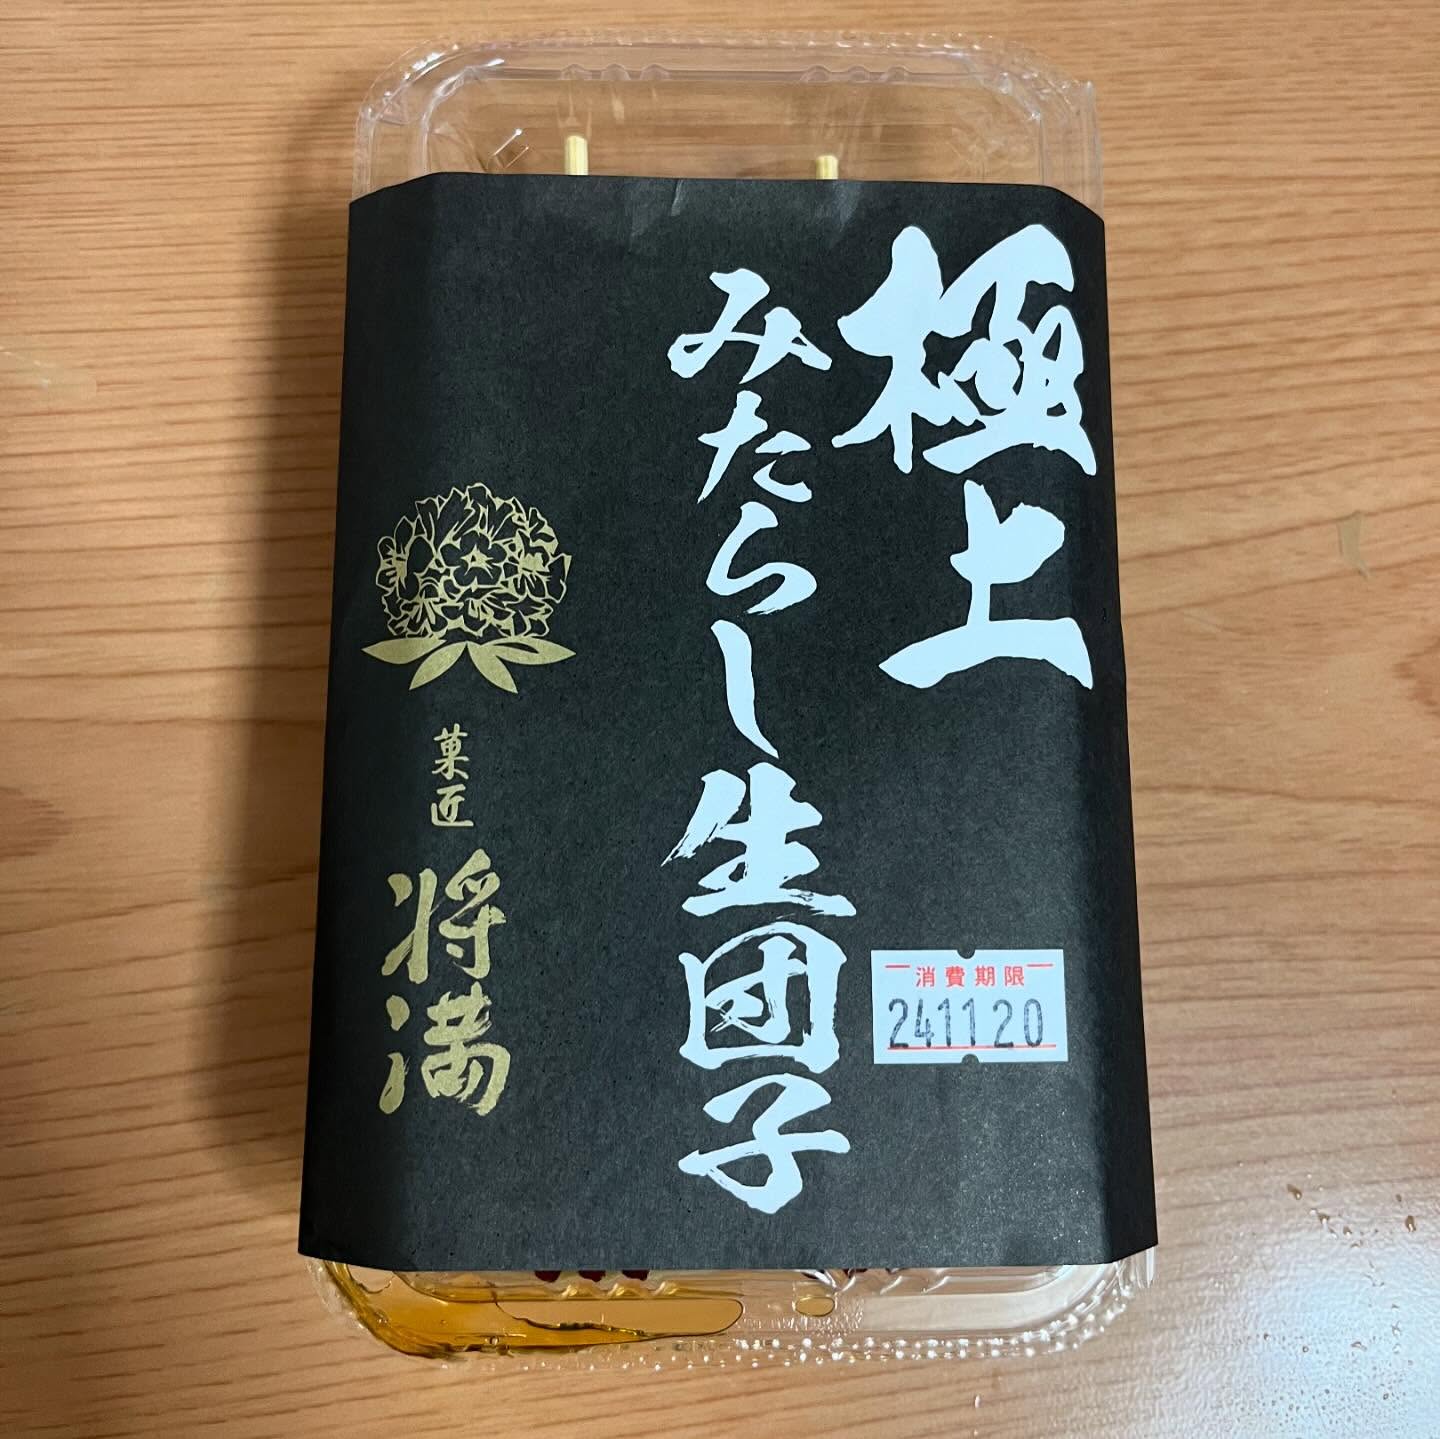 極上
みたらし生団子
消費期限
241120
菓匠
将満